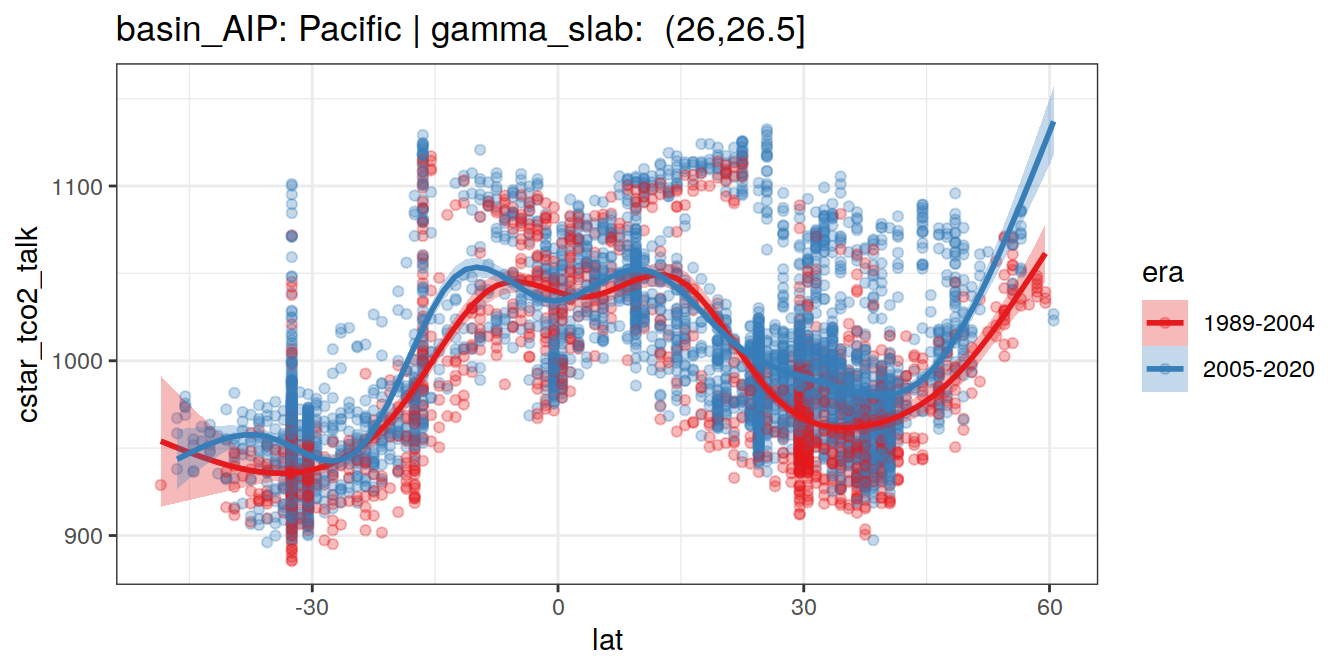 basin_AIP: Pacific | gamma_slab:  (26,26.5]
cstar_tco2_talk
1100
1000
900
-30
0
30
60
lat
era
1989-2004
2005-2020